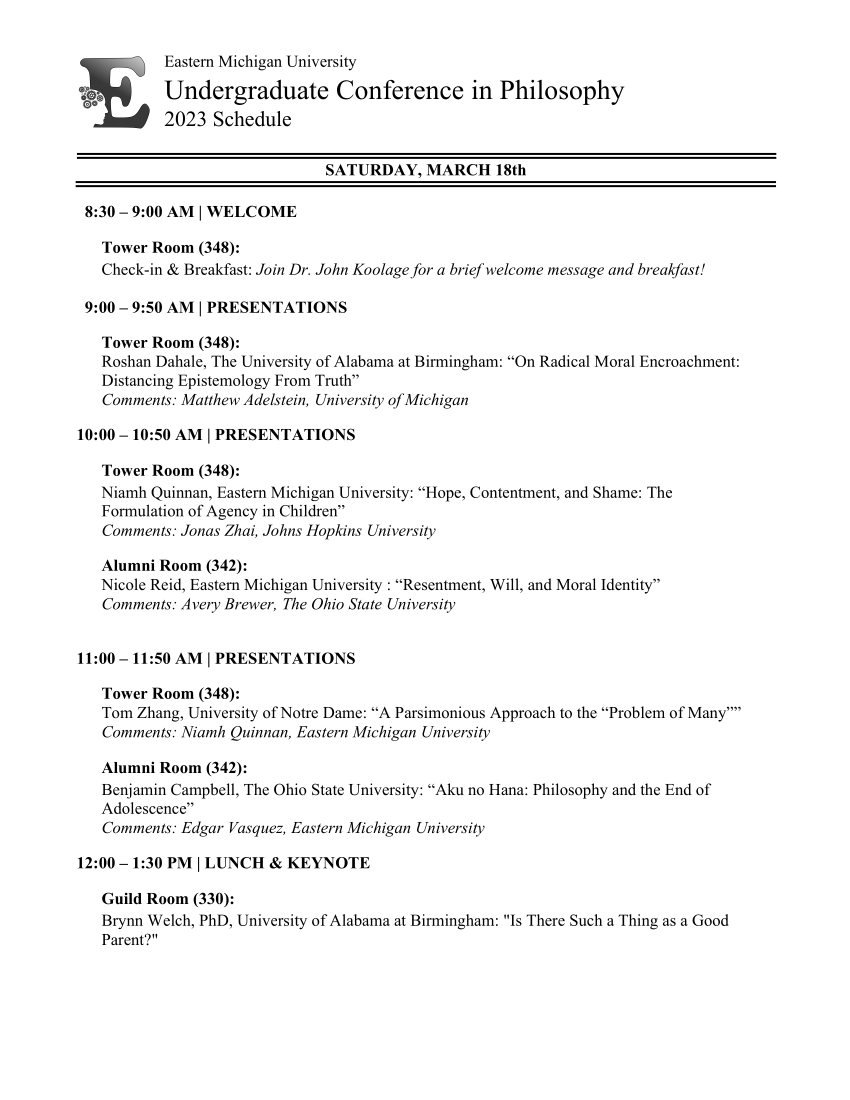 Eastern Michigan University
Undergraduate Conference in Philosophy
2023 Schedule
SATURDAY, MARCH 18th
8:30 – 9:00 AM | WELCOME
Tower Room (348):
Check-in & Breakfast: Join Dr. John Koolage for a brief welcome message and breakfast!
9:00 – 9:50 AM | PRESENTATIONS
Tower Room (348):
Roshan Dahale, The University of Alabama at Birmingham: “On Radical Moral Encroachment:
Distancing Epistemology From Truth”
Comments: Matthew Adelstein, University of Michigan
10:00 – 10:50 AM | PRESENTATIONS
Tower Room (348):
Niamh Quinnan, Eastern Michigan University: “Hope, Contentment, and Shame: The
Formulation of Agency in Children”
Comments: Jonas Zhai, Johns Hopkins University
Alumni Room (342):
Nicole Reid, Eastern Michigan University : “Resentment, Will, and Moral Identity”
Comments: Avery Brewer, The Ohio State University
11:00 – 11:50 AM | PRESENTATIONS
Tower Room (348):
Tom Zhang, University of Notre Dame: “A Parsimonious Approach to the “Problem of Many””
Comments: Niamh Quinnan, Eastern Michigan University
Alumni Room (342):
Benjamin Campbell, The Ohio State University: “Aku no Hana: Philosophy and the End of
Adolescence”
Comments: Edgar Vasquez, Eastern Michigan University
12:00 – 1:30 PM | LUNCH & KEYNOTE
Guild Room (330):
Brynn Welch, PhD, University of Alabama at Birmingham: "Is There Such a Thing as a Good
Parent?"